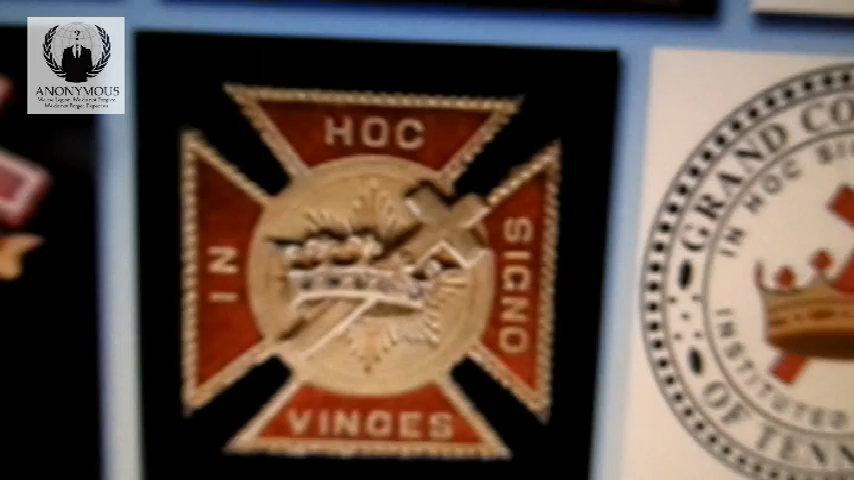 ANONYMOUS
HOC
IN
SIGNO
VINCES
GRAND CO
IN HOC SI
INSTITUTED
OF TENN